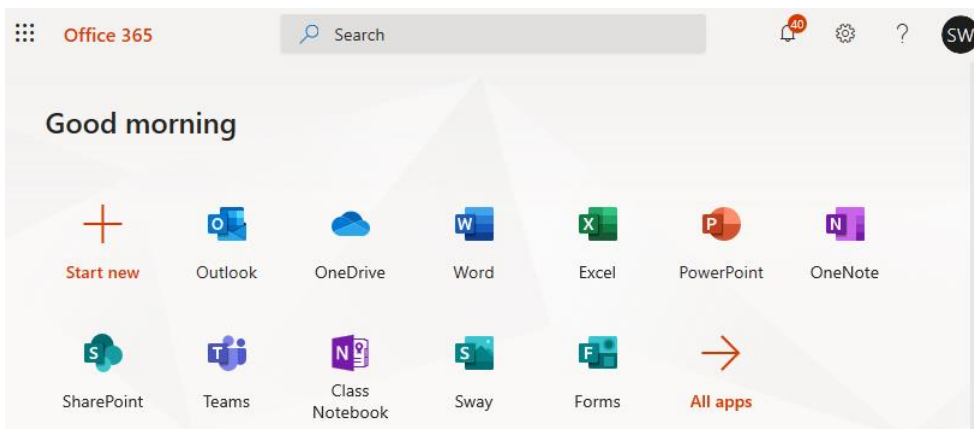 Office 365
Search
40
?
SW
Good morning
Start new
Outlook
OneDrive
Word
Excel
PowerPoint
OneNote
SharePoint
Teams
Class
Notebook
Sway
Forms
All apps